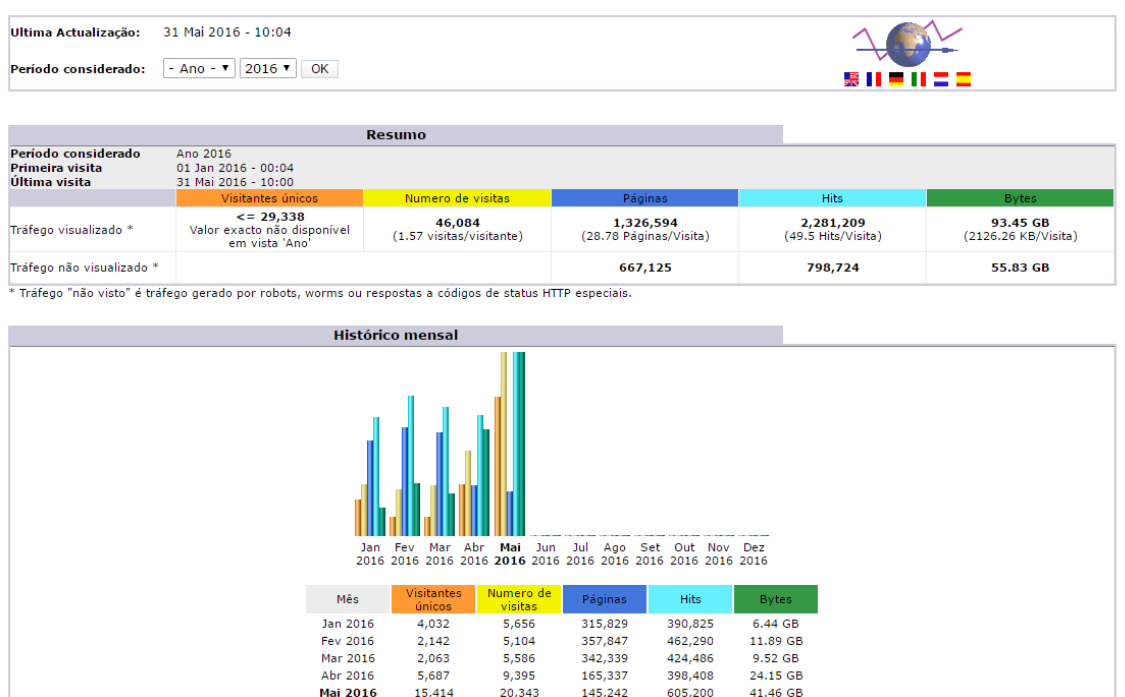 Ultima Actualização: 31 Mai 2016 - 10:04
Período considerado: - Ano - 2016 OK
Resumo
Período considerado Ano 2016
Primeira visita 01 Jan 2016 - 00:04
Última visita 31 Mai 2016 - 10:00
Visitantes únicos Numero de visitas Páginas Hits Bytes
Tráfego visualizado * <= 29,338 Valor exacto não disponível em vista 'Ano' 46,084 (1.57 visitas/visitante) 1,326,594 (28.78 Páginas/Visita) 2,281,209 (49.5 Hits/Visita) 93.45 GB (2126.26 KB/Visita)
Tráfego não visualizado * 667,125 798,724 55.83 GB
* Tráfego "não visto" é tráfego gerado por robots, worms ou respostas a códigos de status HTTP especiais.
Histórico mensal
Jan Fev Mar Abr Mai Jun Jul Ago Set Out Nov Dez
2016 2016 2016 2016 2016 2016 2016 2016 2016 2016 2016 2016
Mês Visitantes únicos Numero de visitas Páginas Hits Bytes
Jan 2016 4,032 5,656 315,829 390,825 6.44 GB
Fev 2016 2,142 5,104 357,847 462,290 11.89 GB
Mar 2016 2,063 5,586 342,339 424,486 9.52 GB
Abr 2016 5,687 9,395 165,337 398,408 24.15 GB
Mai 2016 15,414 20,343 145,242 605,200 41.46 GB